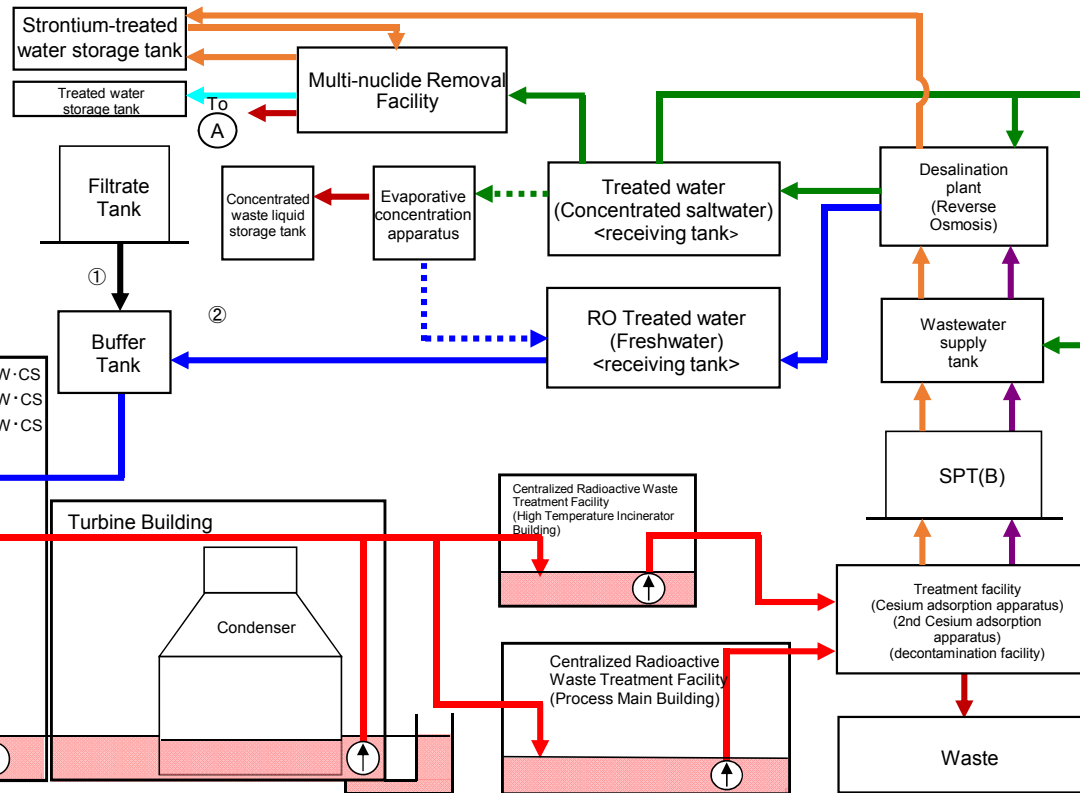 Strontium-treated
water storage tank
Treated water
storage tank
To
A
Multi-nuclide Removal
Facility
Filtrate
Tank
Concentrated
waste liquid
storage tank
Evaporative
concentration
apparatus
Treated water
(Concentrated saltwater)
<receiving tank>
Desalination
plant
(Reverse
Osmosis)
①
②
Buffer
Tank
RO Treated water
(Freshwater)
<receiving tank>
Wastewater
supply
tank
W・CS
W・CS
W・CS
SPT(B)
Turbine Building
Condenser
Centralized Radioactive Waste
Treatment Facility
(High Temperature Incinerator
Building)
Centralized Radioactive
Waste Treatment Facility
(Process Main Building)
Treatment facility
(Cesium adsorption apparatus)
(2nd Cesium adsorption
apparatus)
(decontamination facility)
Waste